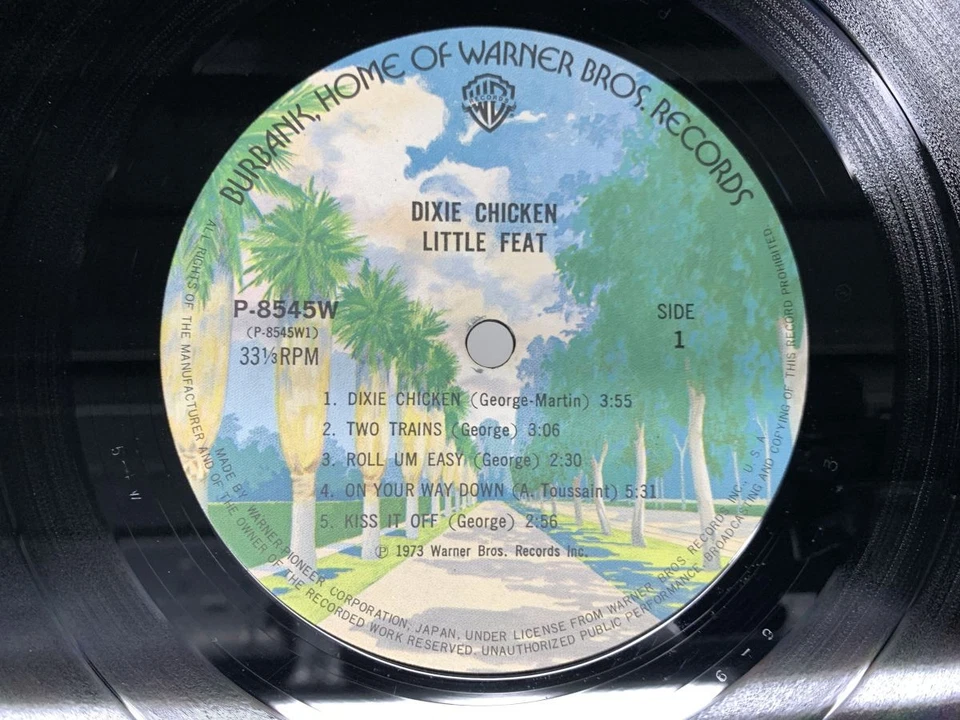 BURBANK, HOME OF WARNER BROS. RECORDS
WB
RECORDS
DIXIE CHICKEN
LITTLE FEAT
P-8545W
(P-8545W1)
33⅓RPM
SIDE
1
1. DIXIE CHICKEN (George-Martin) 3:55
2. TWO TRAINS (George) 3:06
3. ROLL UM EASY (George) 2:30
4. ON YOUR WAY DOWN (A. Toussaint) 5:31
5. KISS IT OFF (George) 2:56
Ⓟ 1973 Warner Bros. Records Inc.
MADE BY WARNER-PIONEER CORPORATION, JAPAN, UNDER LICENSE FROM WARNER BROS RECORDS INC., U.S.A.
ALL RIGHTS OF THE MANUFACTURER AND OF THE OWNER OF THE RECORDED WORK RESERVED. UNAUTHORIZED PUBLIC PERFORMANCE, BROADCASTING AND COPYING OF THIS RECORD PROHIBITED